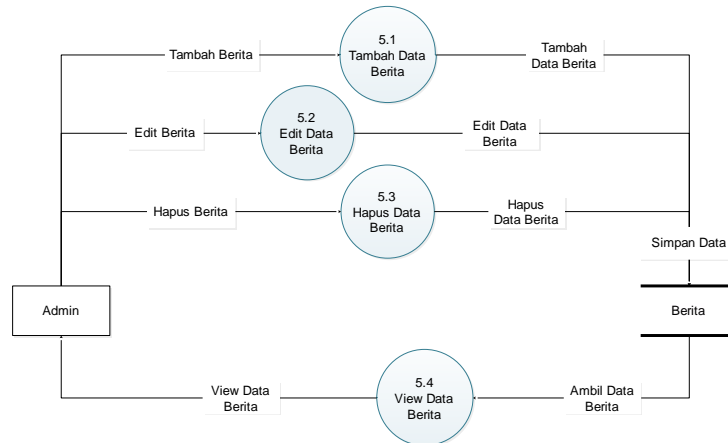 Tambah Berita
5.1
Tambah Data
Berita
Tambah
Data Berita
Edit Berita
5.2
Edit Data
Berita
Edit Data
Berita
Hapus Berita
5.3
Hapus Data
Berita
Hapus
Data Berita
Simpan Data
Admin
Berita
View Data
Berita
5.4
View Data
Berita
Ambil Data
Berita